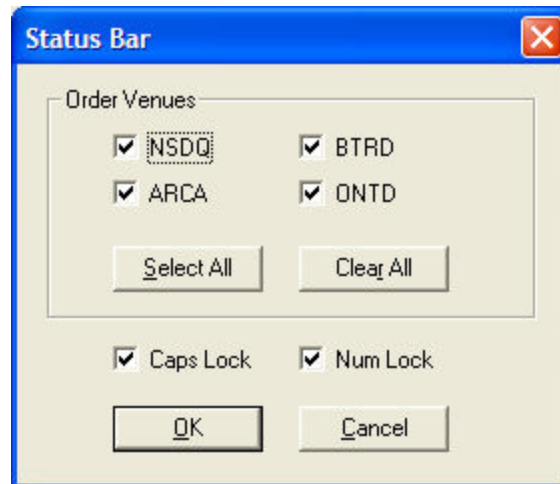 Status Bar
Order Venues
NSDQ BTRD
ARCA ONTD
Select All Clear All
Caps Lock Num Lock
OK Cancel